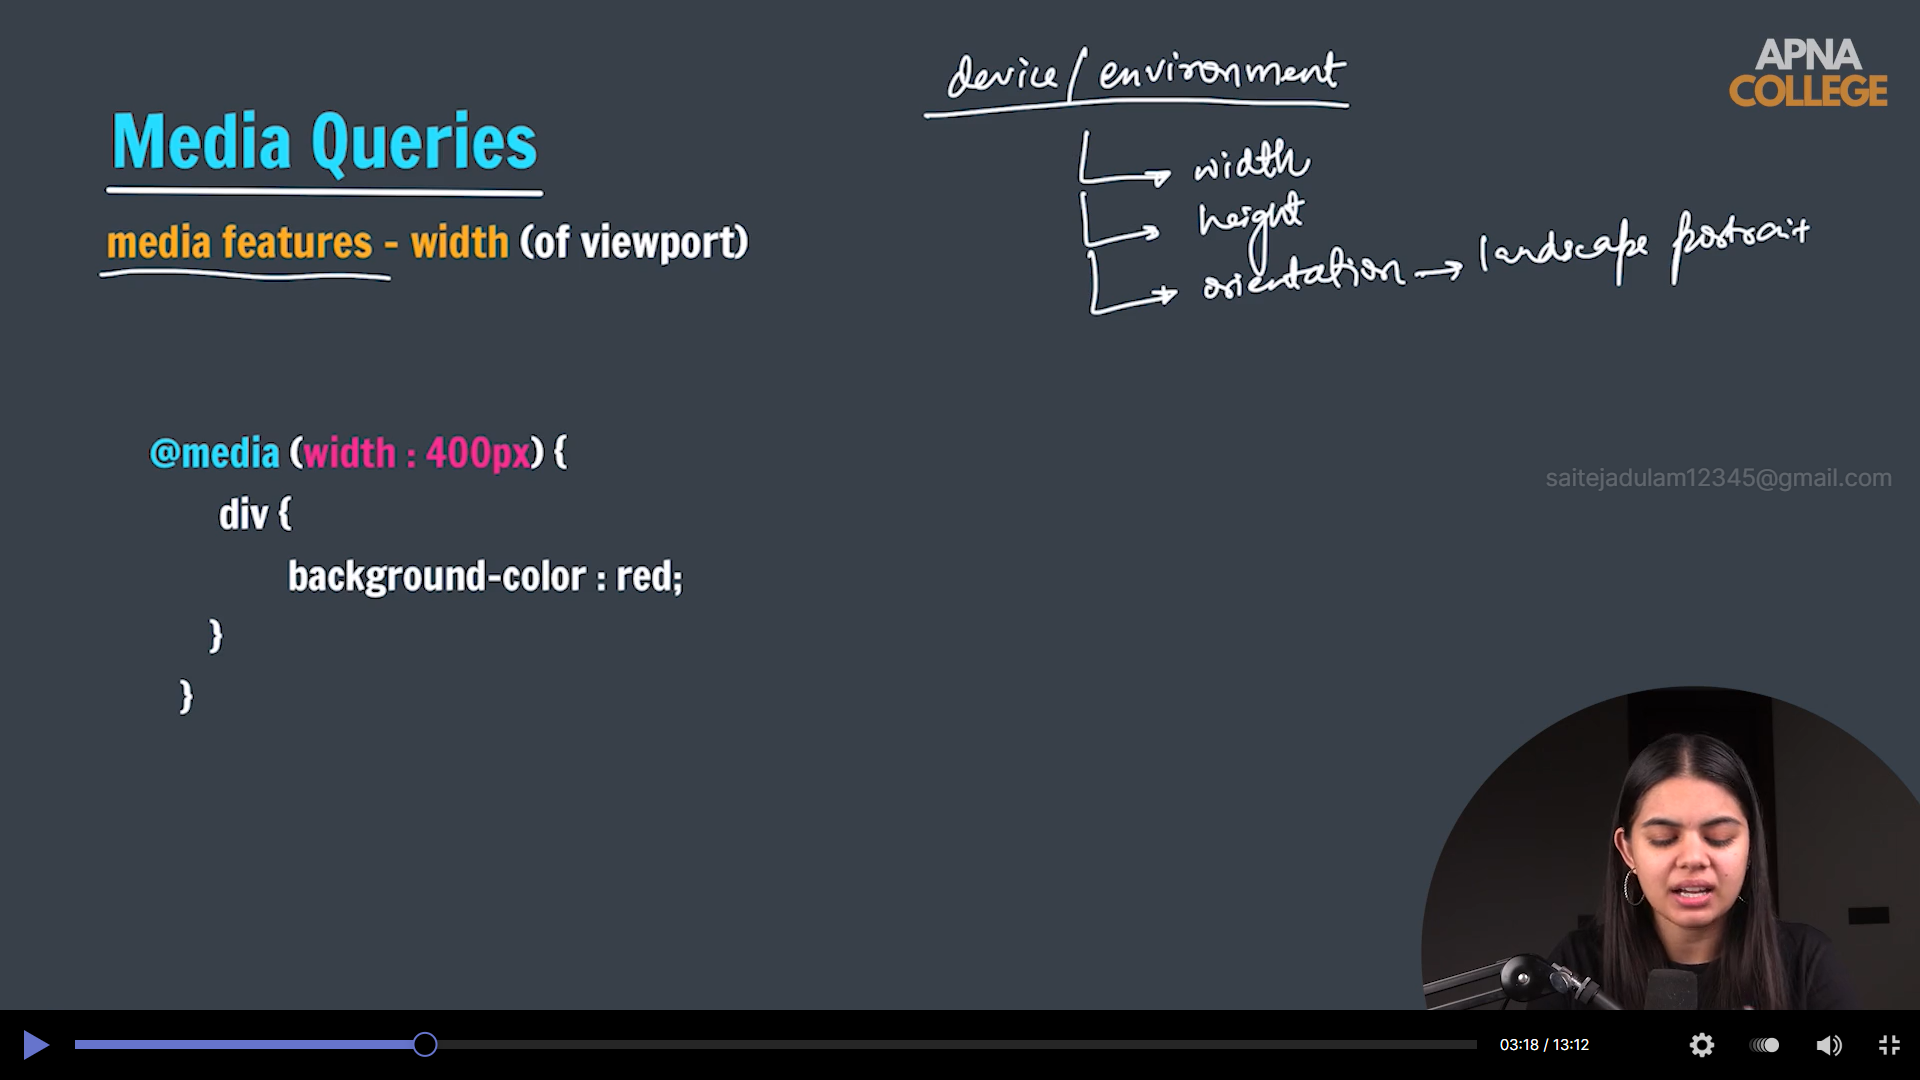 device / environment
APNA
COLLEGE
Media Queries
width
height
media features - width (of viewport)
orientation → landscape portrait
@media (width : 400px) {
saitejadulam12345@gmail.com
div {
background-color : red;
}
}
03:18 / 13:12